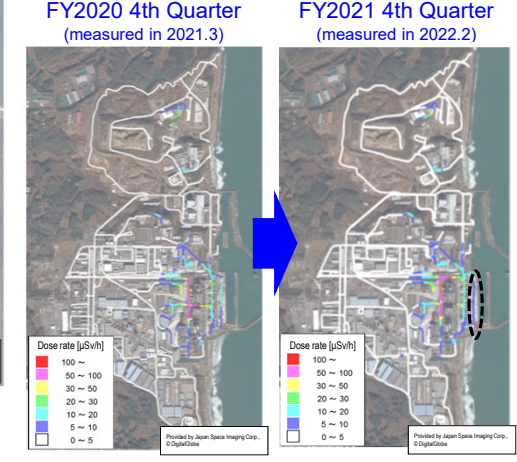 FY2020 4th Quarter
(measured in 2021.3)
Dose rate [μSv/h]
100 ~
50 ~ 100
30 ~ 50
20 ~ 30
10 ~ 20
5 ~ 10
0 ~ 5
Provided by Japan Space Imaging Corp.,
© DigitalGlobe
FY2021 4th Quarter
(measured in 2022.2)
Dose rate [μSv/h]
100 ~
50 ~ 100
30 ~ 50
20 ~ 30
10 ~ 20
5 ~ 10
0 ~ 5
Provided by Japan Space Imaging Corp.,
© DigitalGlobe